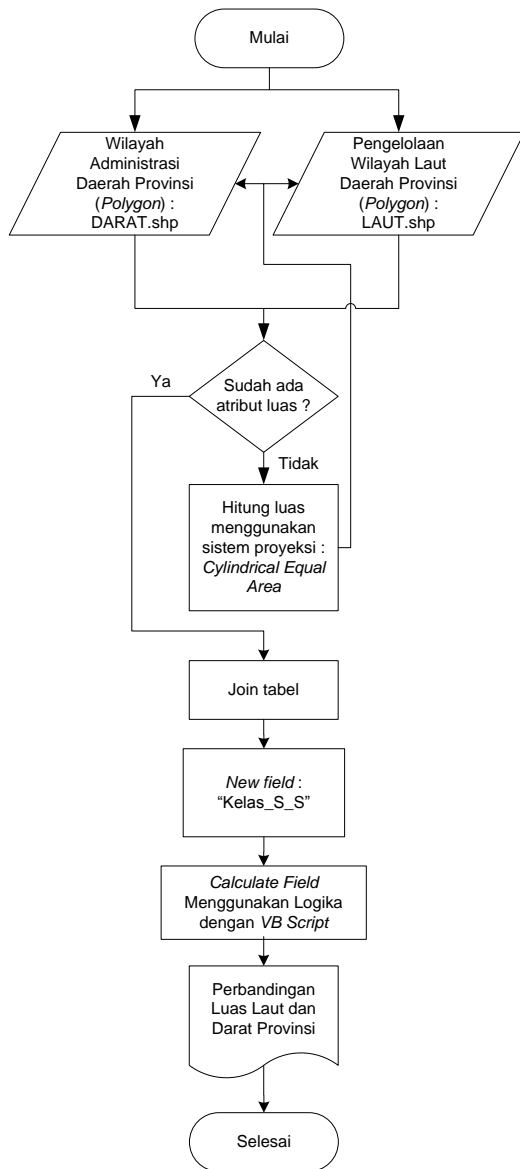 Mulai
Wilayah
Administrasi
Daerah Provinsi
(Polygon) :
DARAT.shp
Pengelolaan
Wilayah Laut
Daerah Provinsi
(Polygon) :
LAUT.shp
Ya
Sudah ada
atribut luas ?
Tidak
Hitung luas
menggunakan
sistem proyeksi :
Cylindrical Equal
Area
Join tabel
New field :
“Kelas_S_S”
Calculate Field
Menggunakan Logika
dengan VB Script
Perbandingan
Luas Laut dan
Darat Provinsi
Selesai